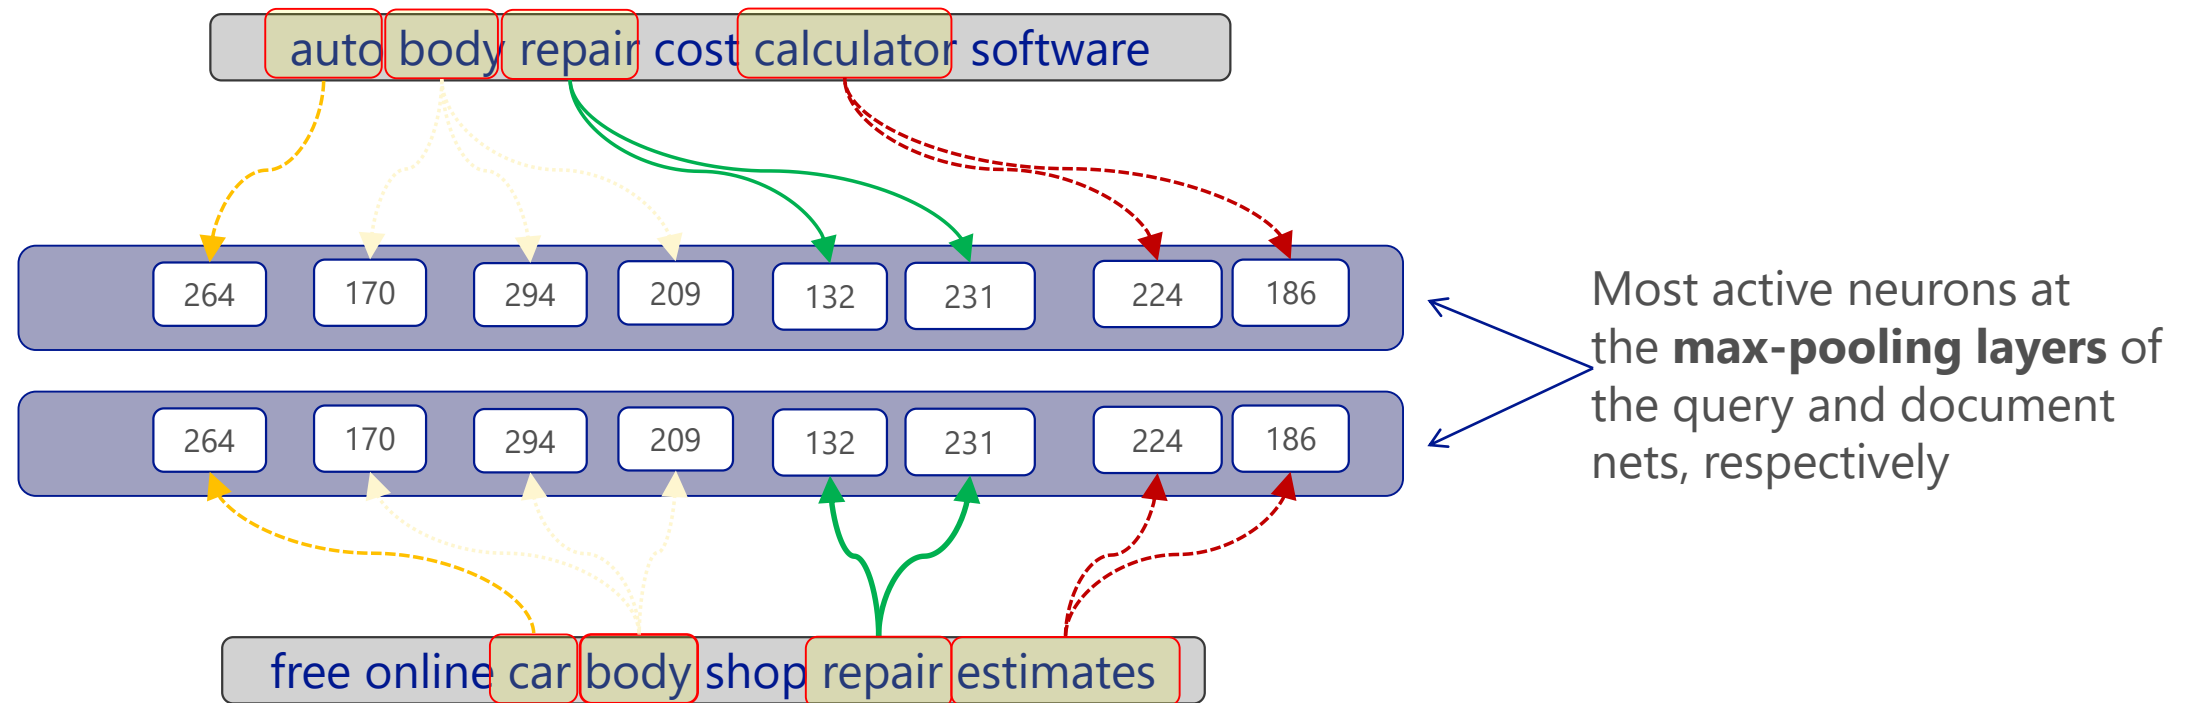 auto body repair cost calculator software
264 170 294 209 132 231 224 186
264 170 294 209 132 231 224 186
free online car body shop repair estimates
Most active neurons at
the max-pooling layers of
the query and document
nets, respectively